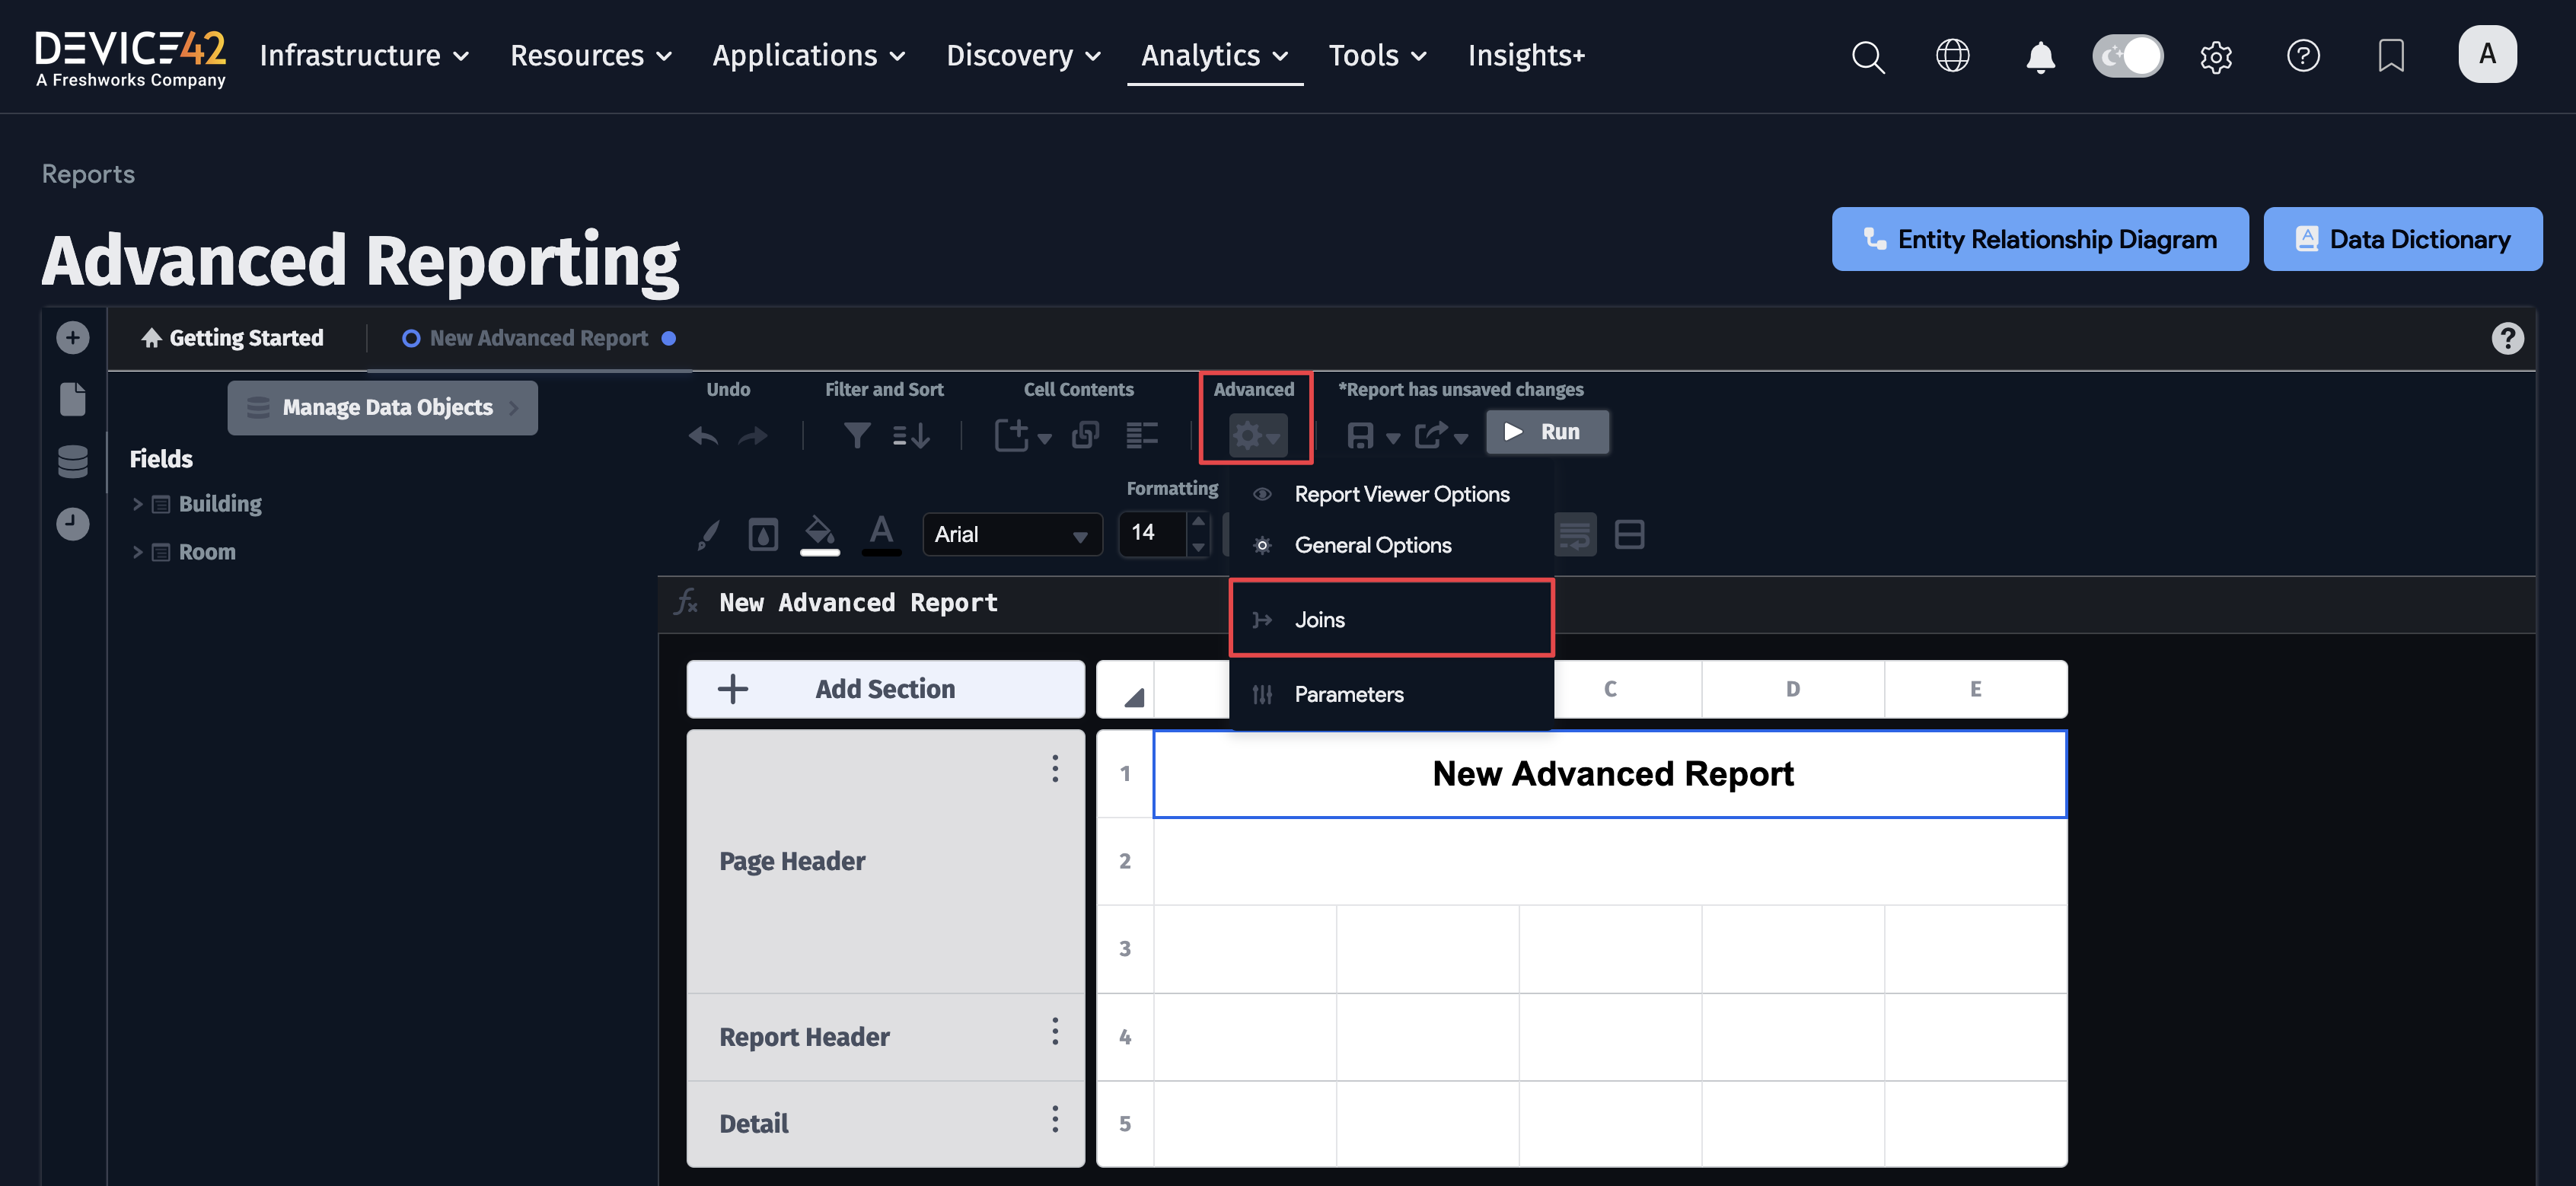 DEVICE42
A Freshworks Company
Infrastructure
Resources
Applications
Discovery
Analytics
Tools
Insights+
A
Reports
Advanced Reporting
Entity Relationship Diagram
Data Dictionary
Getting Started
New Advanced Report
Manage Data Objects
Fields
Building
Room
Undo
Filter and Sort
Cell Contents
Advanced
*Report has unsaved changes
Run
Formatting
Arial
14
Report Viewer Options
General Options
Joins
Parameters
fx New Advanced Report
Add Section
C D E
Page Header
1 New Advanced Report
2
3
Report Header
4
Detail
5